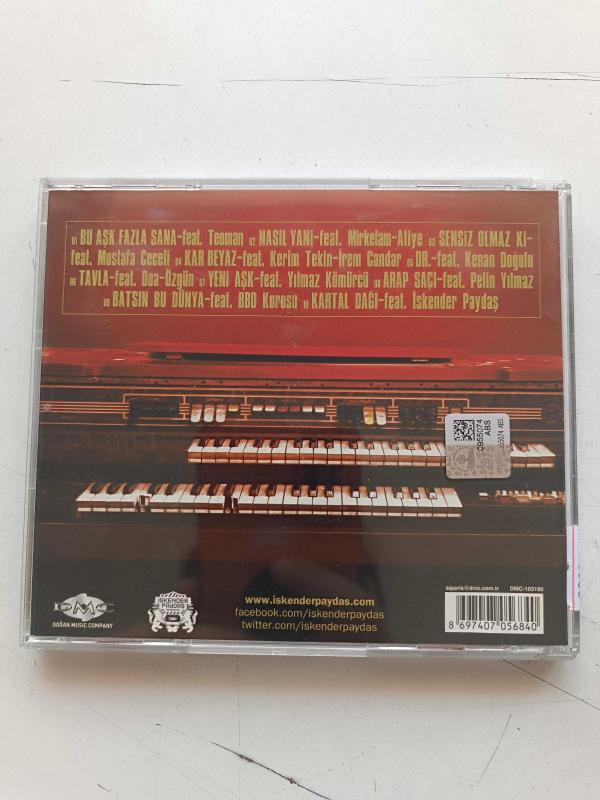 01 BU AŞK FAZLA SANA-feat. Teoman 02 NASIL YANİ-feat. Mirkelam-Atiye 03 SENSİZ OLMAZ Kİ-
feat. Mustafa Ceceli 04 KAR BEYAZ-feat. Kerim Tekin-İrem Candar 05 DR.-feat. Kenan Doğulu
06 TAVLA-feat. Doa-Özgün 07 YENİ AŞK-feat. Yılmaz Kömürcü 08 ARAP SAÇI-feat. Pelin Yılmaz
09 BATSIN BU DÜNYA-feat. BBD Korosu 10 KARTAL DAĞI-feat. İskender Paydaş
0955074
ABS
DMC
DOĞAN MUSIC COMPANY
İSKENDER
PAYDAŞ
www.iskenderpaydas.com
facebook.com/iskenderpaydas
twitter.com/iskenderpaydas
siparis@dmc.com.tr DMC-103190
8 697407 056840